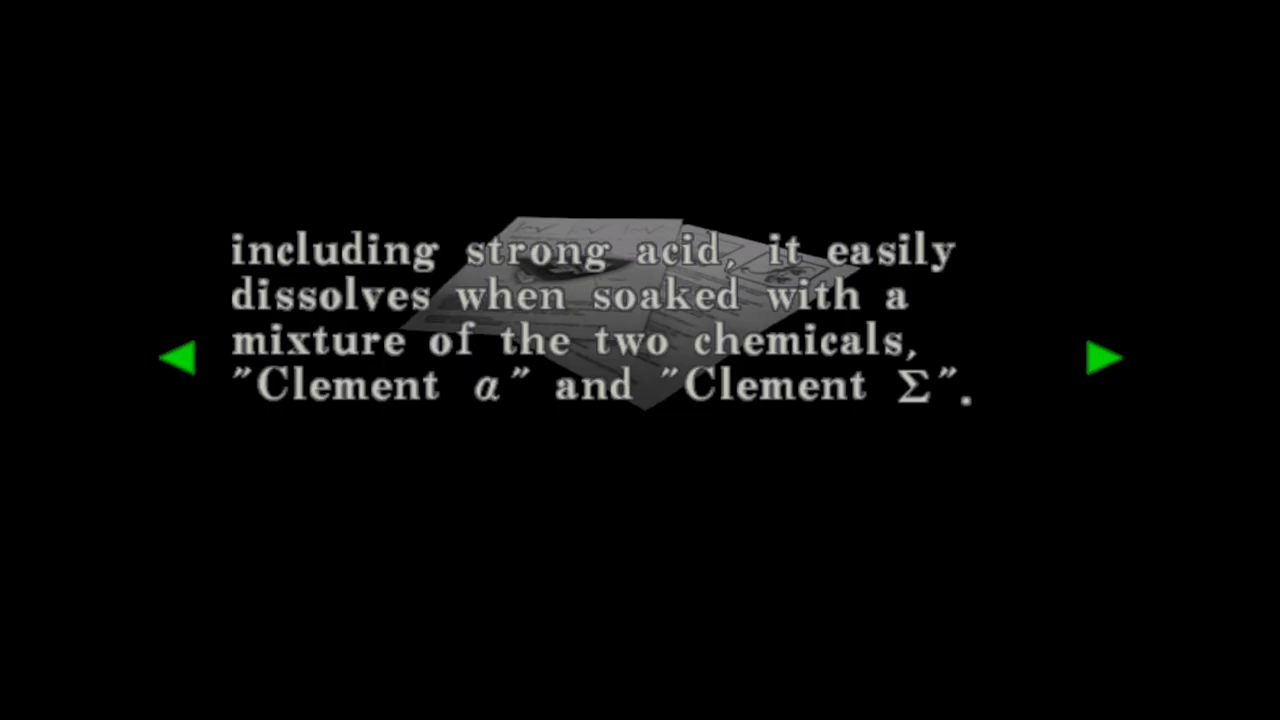 including strong acid, it easily
dissolves when soaked with a
mixture of the two chemicals,
"Clement α" and "Clement Σ".